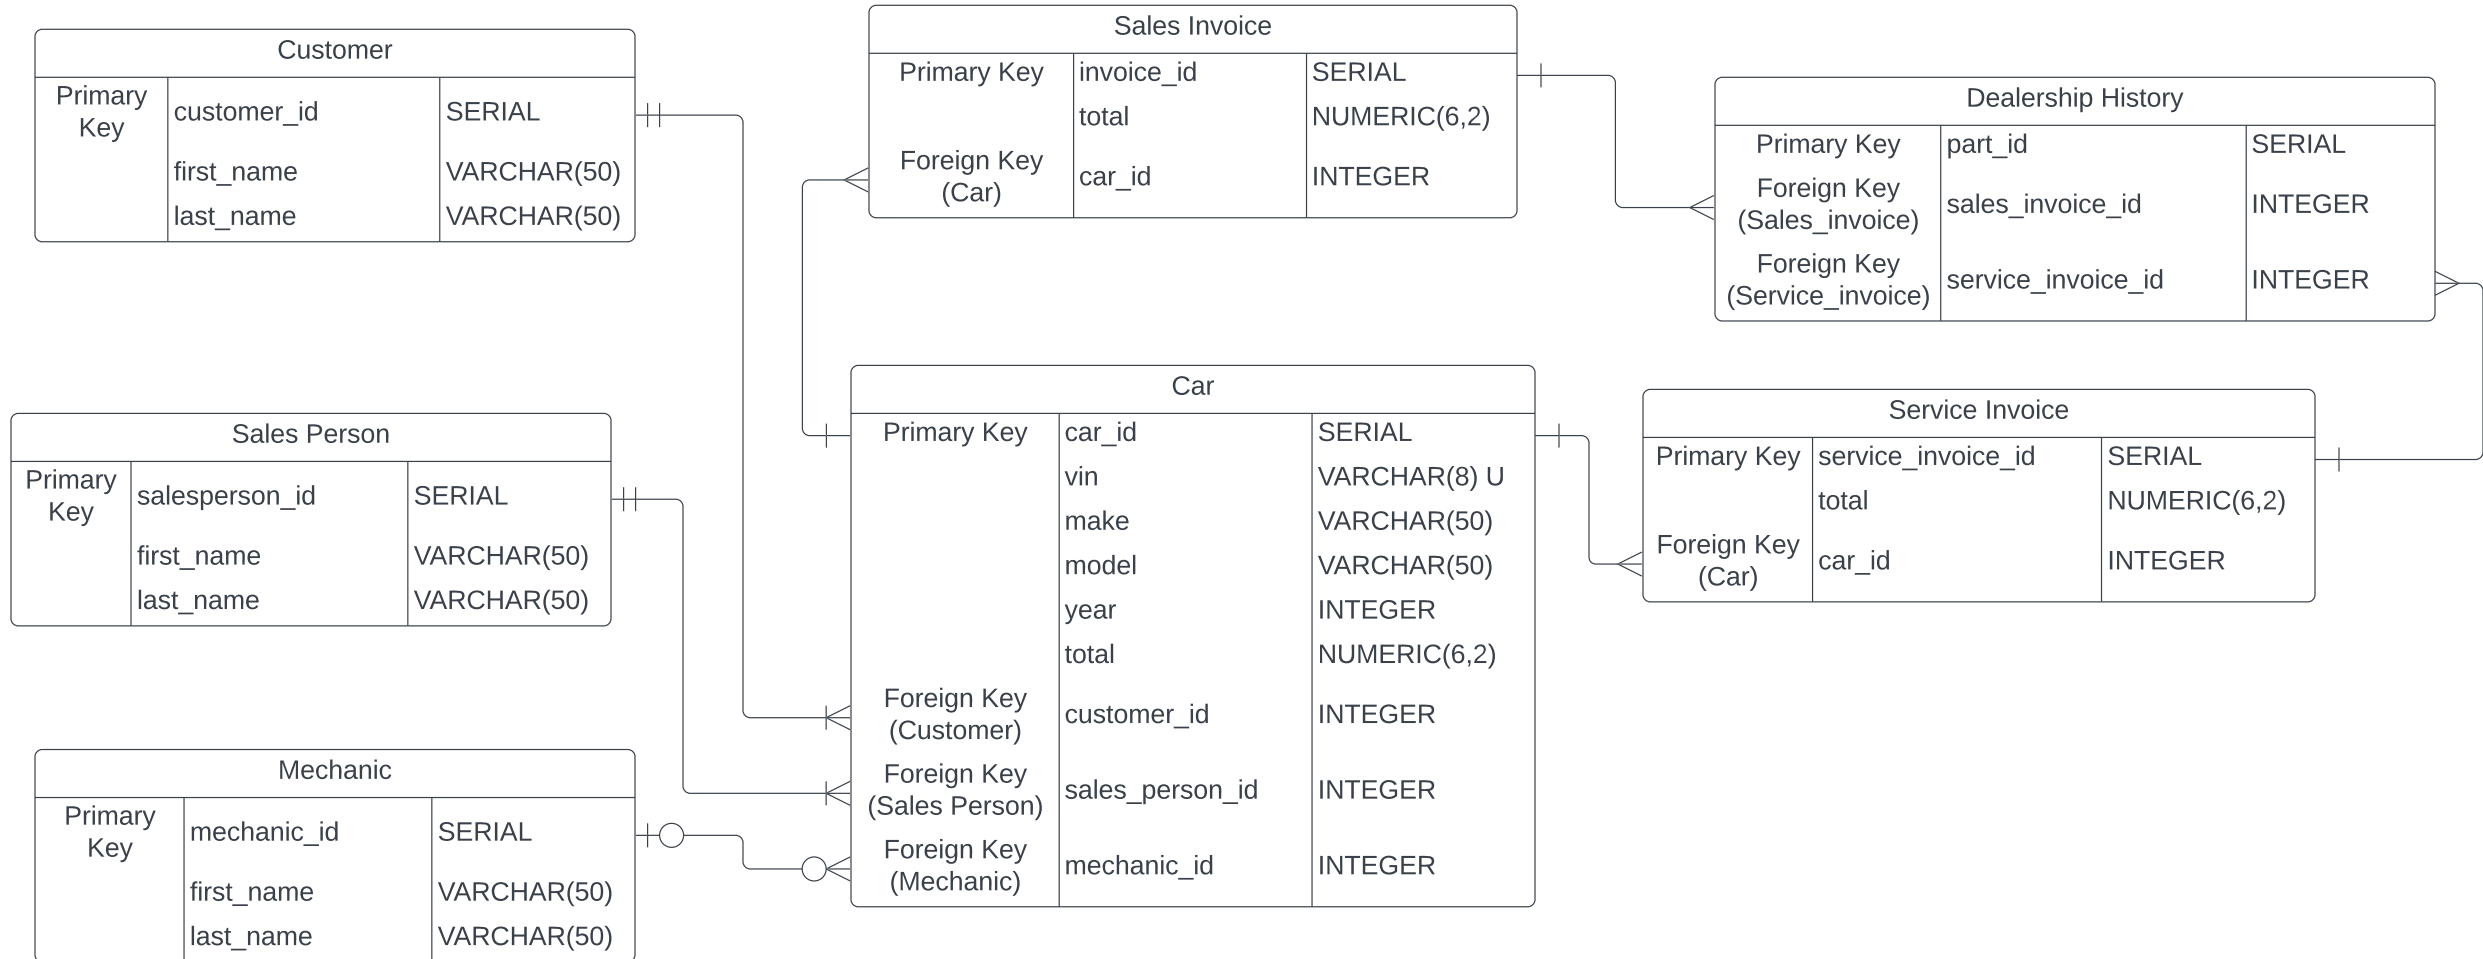 Customer
Primary Key customer_id SERIAL
first_name VARCHAR(50)
last_name VARCHAR(50)
Sales Invoice
Primary Key invoice_id SERIAL
total NUMERIC(6,2)
Foreign Key (Car) car_id INTEGER
Dealership History
Primary Key part_id SERIAL
Foreign Key (Sales_invoice) sales_invoice_id INTEGER
Foreign Key (Service_invoice) service_invoice_id INTEGER
Sales Person
Primary Key salesperson_id SERIAL
first_name VARCHAR(50)
last_name VARCHAR(50)
Car
Primary Key car_id SERIAL
vin VARCHAR(8) U
make VARCHAR(50)
model VARCHAR(50)
year INTEGER
total NUMERIC(6,2)
Foreign Key (Customer) customer_id INTEGER
Foreign Key (Sales Person) sales_person_id INTEGER
Foreign Key (Mechanic) mechanic_id INTEGER
Service Invoice
Primary Key service_invoice_id SERIAL
total NUMERIC(6,2)
Foreign Key (Car) car_id INTEGER
Mechanic
Primary Key mechanic_id SERIAL
first_name VARCHAR(50)
last_name VARCHAR(50)